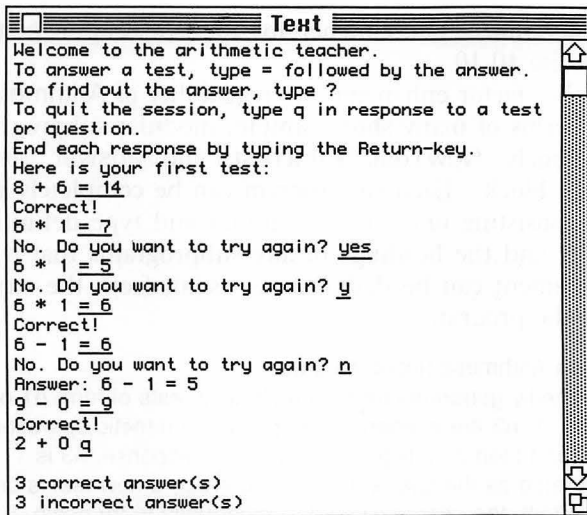 Text
Welcome to the arithmetic teacher.
To answer a test, type = followed by the answer.
To find out the answer, type ?
To quit the session, type q in response to a test
or question.
End each response by typing the Return-key.
Here is your first test:
8 + 6 = 14
Correct!
6 * 1 = 7
No. Do you want to try again? yes
6 * 1 = 5
No. Do you want to try again? y
6 * 1 = 6
Correct!
6 - 1 = 6
No. Do you want to try again? n
Answer: 6 - 1 = 5
9 - 0 = 9
Correct!
2 + 0 q
3 correct answer(s)
3 incorrect answer(s)